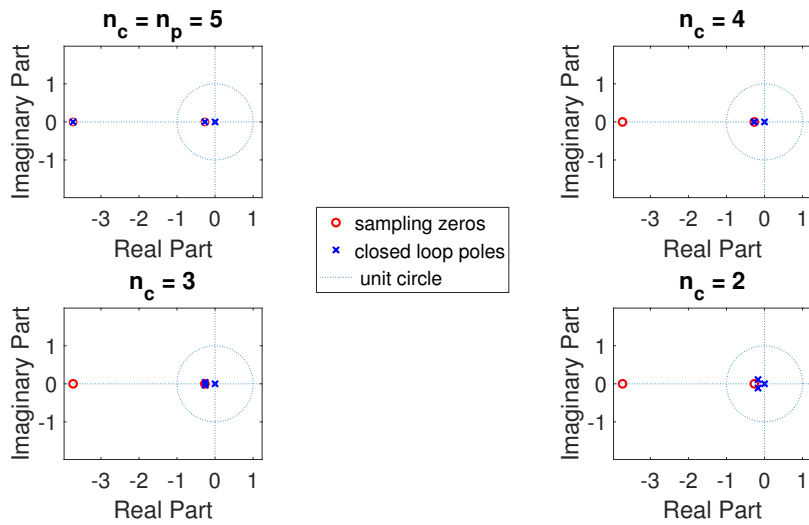 n_c = n_p = 5
Imaginary Part
1
0
-1
-3 -2 -1 0 1
Real Part
n_c = 4
Imaginary Part
1
0
-1
-3 -2 -1 0 1
Real Part
sampling zeros
closed loop poles
unit circle
n_c = 3
Imaginary Part
1
0
-1
-3 -2 -1 0 1
Real Part
n_c = 2
Imaginary Part
1
0
-1
-3 -2 -1 0 1
Real Part